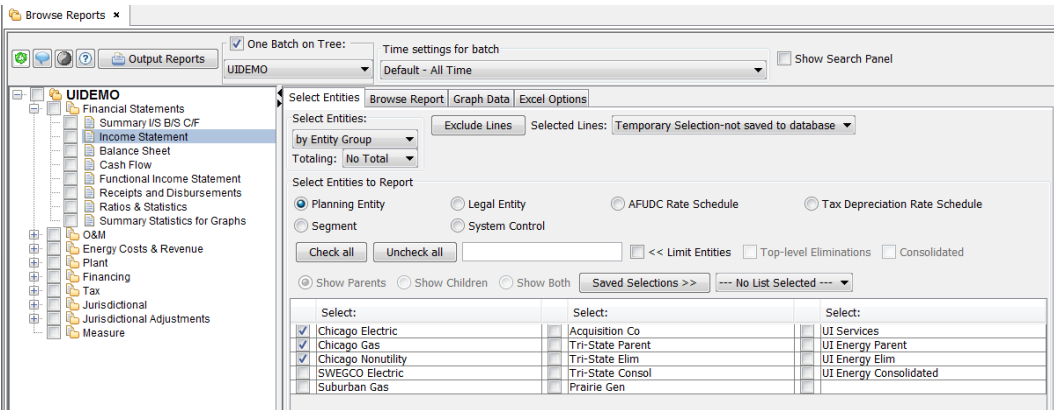 Browse Reports ×
Output Reports
One Batch on Tree:
UIDEMO
Time settings for batch
Default - All Time
Show Search Panel
UIDEMO
Financial Statements
Summary I/S B/S C/F
Income Statement
Balance Sheet
Cash Flow
Functional Income Statement
Receipts and Disbursements
Ratios & Statistics
Summary Statistics for Graphs
O&M
Energy Costs & Revenue
Plant
Financing
Tax
Jurisdictional
Jurisdictional Adjustments
Measure
Select Entities Browse Report Graph Data Excel Options
Select Entities:
by Entity Group
Totaling: No Total
Exclude Lines Selected Lines: Temporary Selection-not saved to database
Select Entities to Report
Planning Entity Legal Entity AFUDC Rate Schedule Tax Depreciation Rate Schedule
Segment System Control
Check all Uncheck all << Limit Entities Top-level Eliminations Consolidated
Show Parents Show Children Show Both Saved Selections >> --- No List Selected ---
Select: Select: Select:
Chicago Electric Acquisition Co UI Services
Chicago Gas Tri-State Parent UI Energy Parent
Chicago Nonutility Tri-State Elim UI Energy Elim
SWEGCO Electric Tri-State Consol UI Energy Consolidated
Suburban Gas Prairie Gen